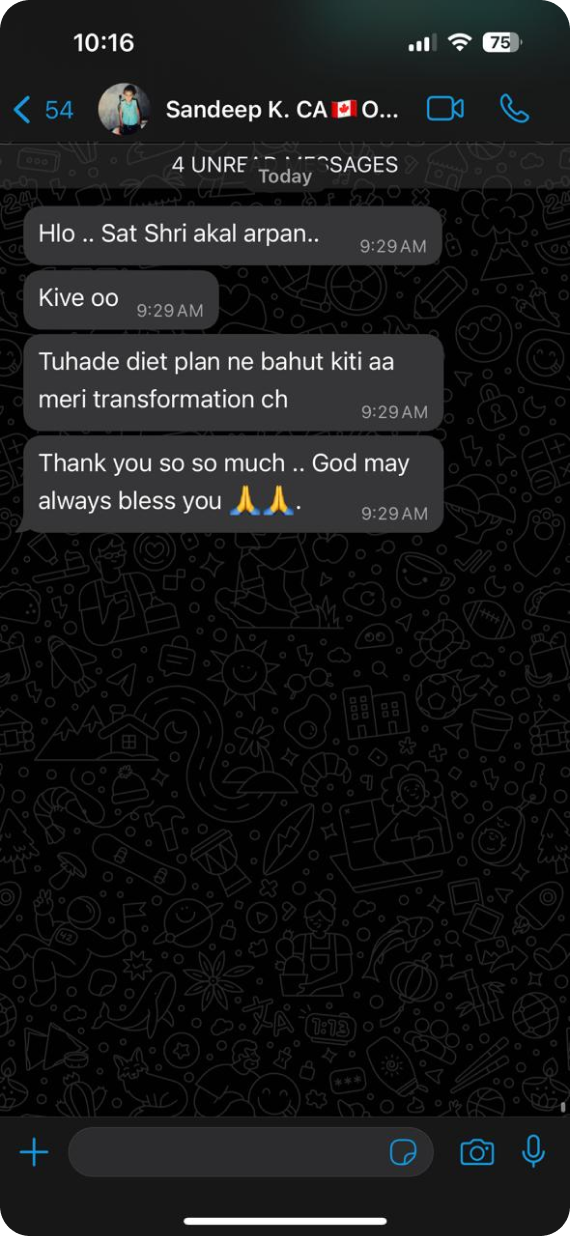 10:16
75
54
Sandeep K. CA🇨🇦O...
4 UNREAD MESSAGES
Today
Hlo .. Sat Shri akal arpan..
9:29 AM
Kive oo
9:29 AM
Tuhade diet plan ne bahut kiti aa
meri transformation ch
9:29 AM
Thank you so so much .. God may
always bless you 🙏🙏.
9:29 AM